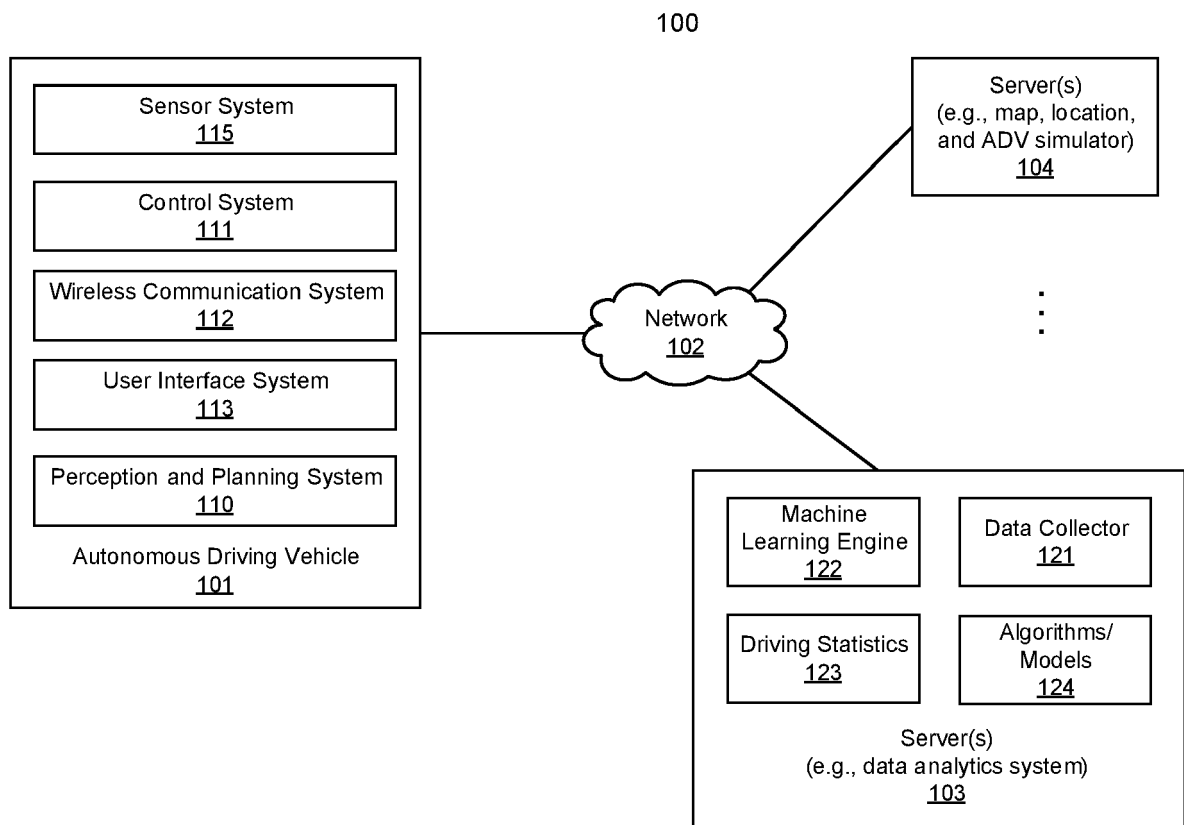 100
Sensor System
115
Control System
111
Wireless Communication System
112
User Interface System
113
Perception and Planning System
110
Autonomous Driving Vehicle
101
Network
102
Server(s)
(e.g., map, location,
and ADV simulator)
104
Machine
Learning Engine
122
Data Collector
121
Driving Statistics
123
Algorithms/
Models
124
Server(s)
(e.g., data analytics system)
103